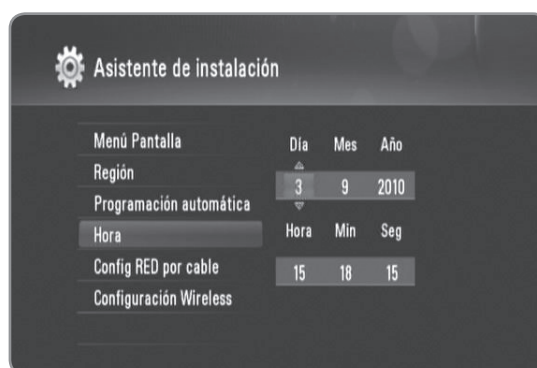 Asistente de instalación
Menú Pantalla
Región
Programación automática
Hora
Config RED por cable
Configuración Wireless
Día Mes Año
3 9 2010
Hora Min Seg
15 18 15